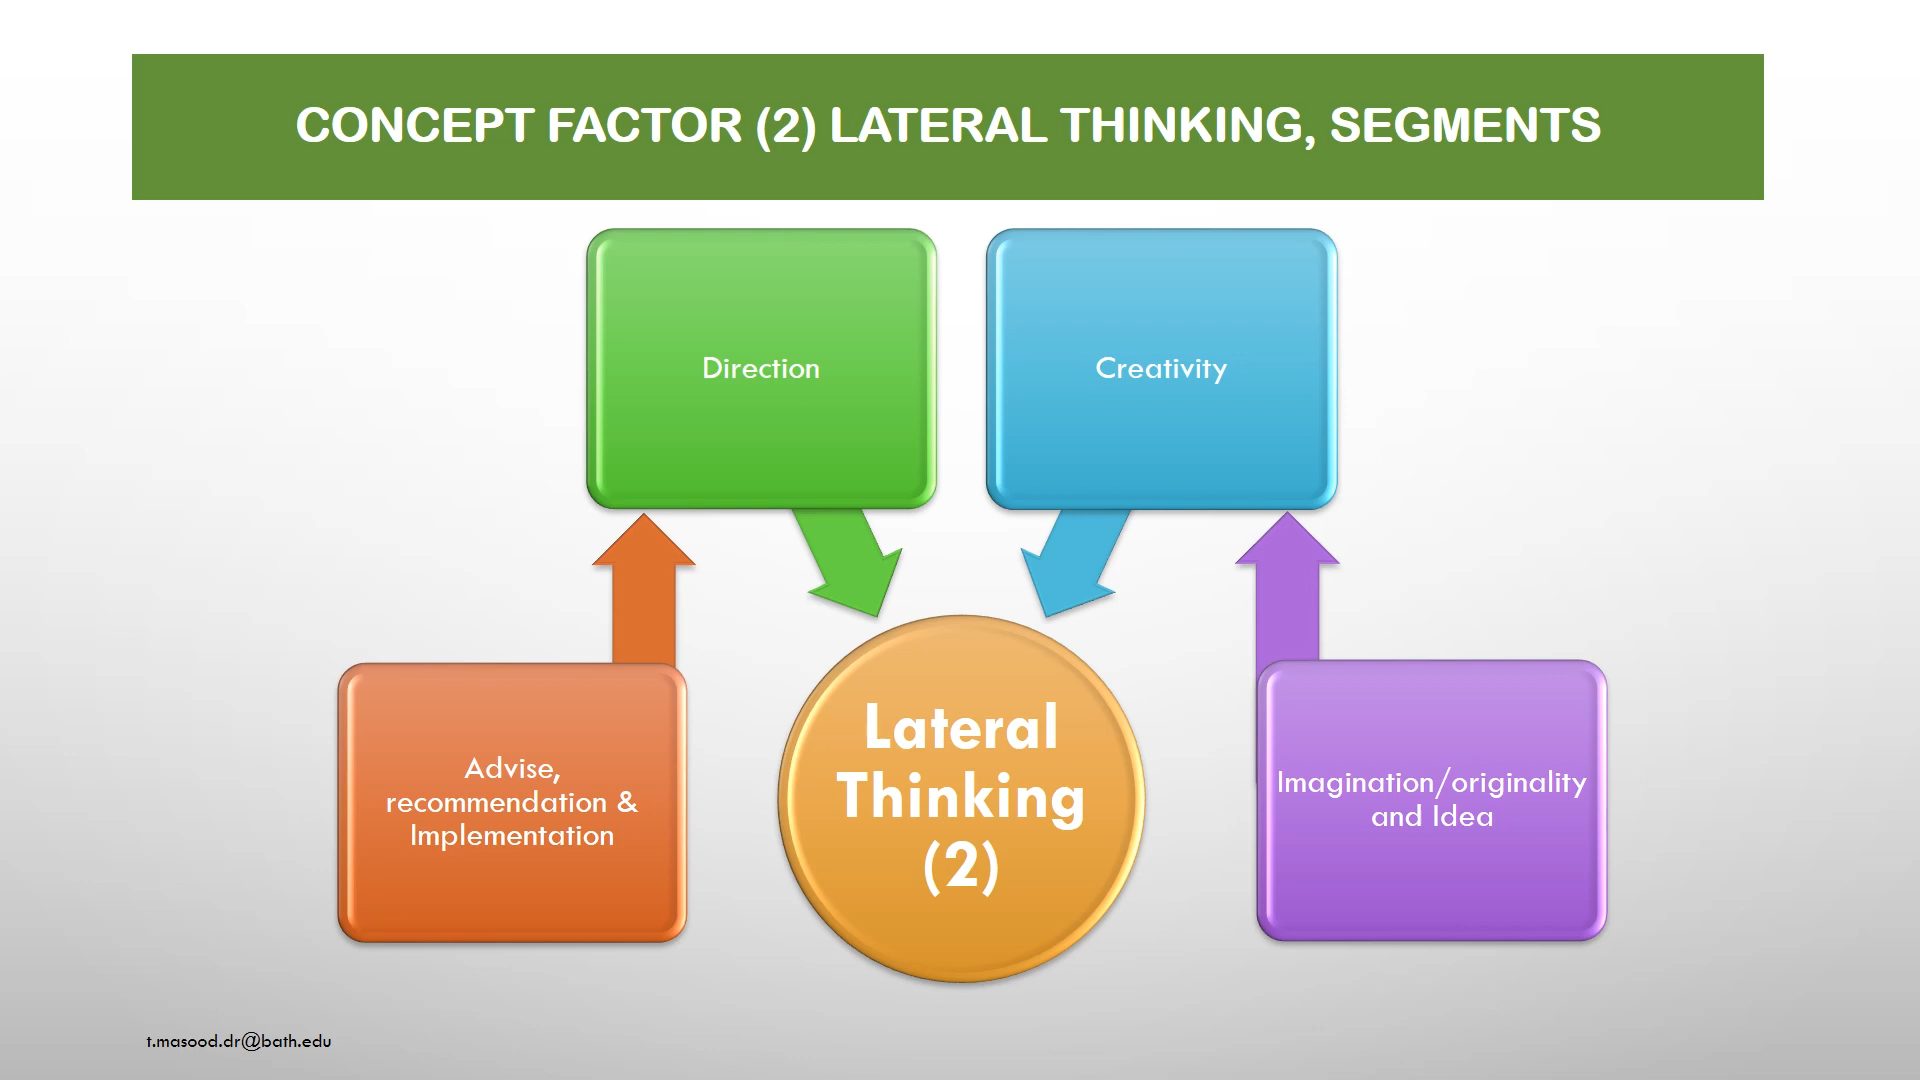 CONCEPT FACTOR (2) LATERAL THINKING, SEGMENTS
Direction
Creativity
Advise,
recommendation &
Implementation
Lateral
Thinking
(2)
Imagination/originality
and Idea
t.masood.dr@bath.edu